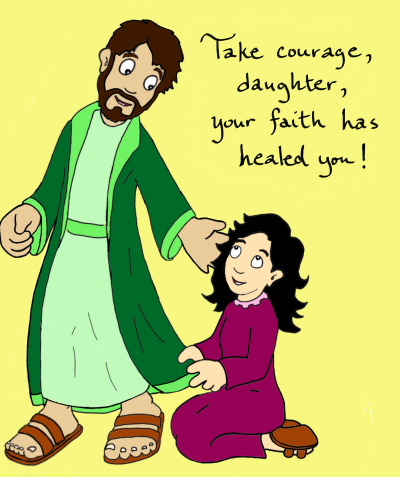 Take courage,
daughter,
your faith has
healed you!